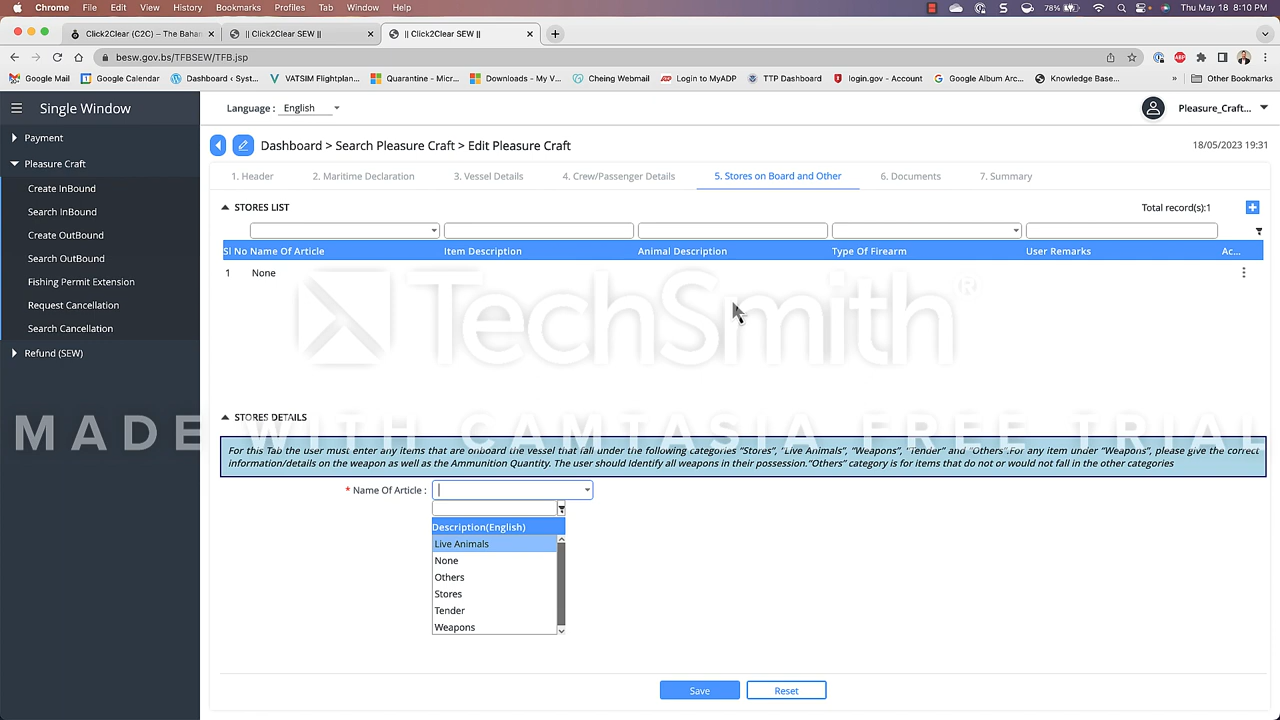 Chrome File Edit View History Bookmarks Profiles Tab Window Help 78% Thu May 18 8:10 PM
Click2Clear (C2C) – The Baha || Click2Clear SEW || || Click2Clear SEW ||
besw.gov.bs/TFBSEW/TFB.jsp
Google Mail Google Calendar Dashboard ‹ Syst... VATSIM Flightplan... Quarantine - Micr... Downloads - My V... Cheing Webmail Login to MyADP TTP Dashboard login.gov - Account Google Album Arc... Knowledge Base... » Other Bookmarks
Single Window
Language : English
Pleasure_Craft...
Payment
Pleasure Craft
Create InBound
Search InBound
Create OutBound
Search OutBound
Fishing Permit Extension
Request Cancellation
Search Cancellation
Refund (SEW)
Dashboard > Search Pleasure Craft > Edit Pleasure Craft
18/05/2023 19:31
1. Header 2. Maritime Declaration 3. Vessel Details 4. Crew/Passenger Details 5. Stores on Board and Other 6. Documents 7. Summary
STORES LIST
Total record(s):1
Sl No Name Of Article Item Description Animal Description Type Of Firearm User Remarks Ac...
1 None
TechSmith®
MADE WITH CAMTASIA FREE TRIAL
STORES DETAILS
For this Tab the user must enter any items that are onboard the vessel that fall under the following categories "Stores", "Live Animals", "Weapons", "Tender" and "Others".For any item under "Weapons", please give the correct
information/details on the weapon as well as the Ammunition Quantity. The user should Identify all weapons in their possession."Others" category is for items that do not or would not fall in the other categories
* Name Of Article :
Description(English)
Live Animals
None
Others
Stores
Tender
Weapons
Save Reset